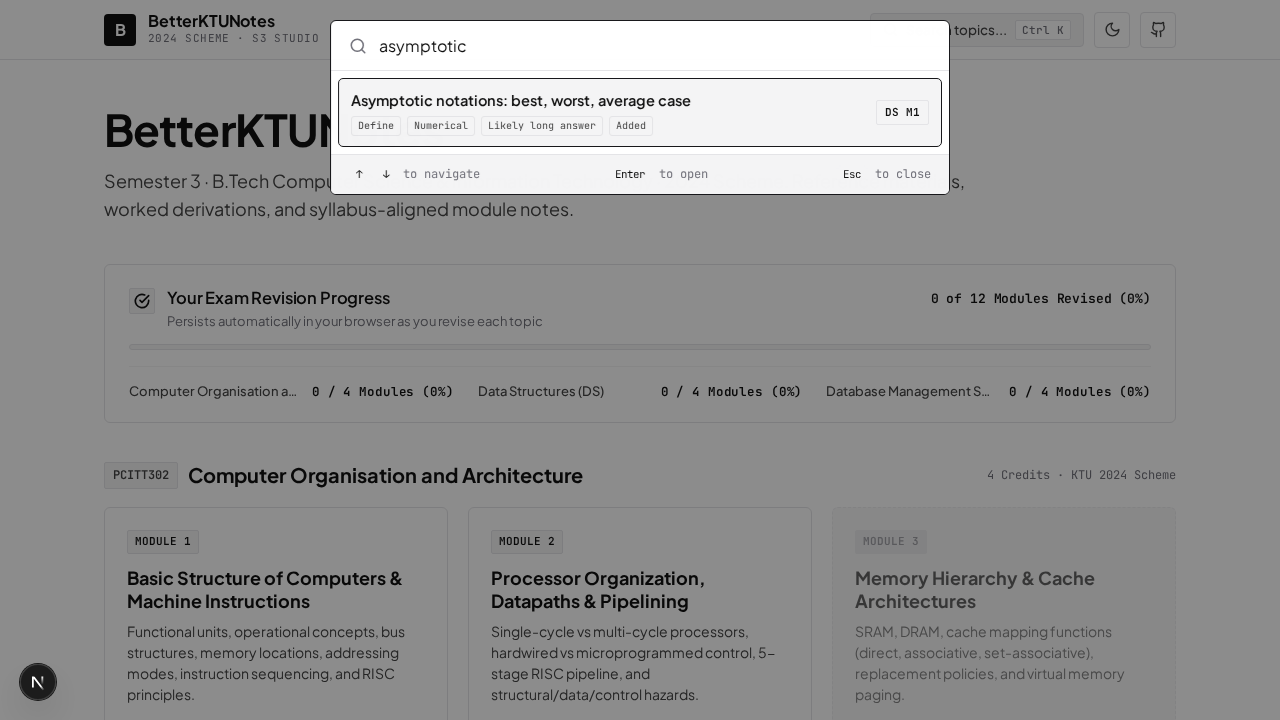 B
BetterKTUNotes
2024 SCHEME · S3 STUDIO
topics...
Ctrl K
asymptotic
Asymptotic notations: best, worst, average case
Define
Numerical
Likely long answer
Added
DS M1
↑ ↓ to navigate
Enter to open
Esc to close
BetterKTUN
Semester 3 · B.Tech Compu
s,
worked derivations, and syllabus-aligned module notes.
Your Exam Revision Progress
0 of 12 Modules Revised (0%)
Persists automatically in your browser as you revise each topic
Computer Organisation a...
0 / 4 Modules (0%)
Data Structures (DS)
0 / 4 Modules (0%)
Database Management S...
0 / 4 Modules (0%)
PCITT302
Computer Organisation and Architecture
4 Credits · KTU 2024 Scheme
MODULE 1
Basic Structure of Computers &
Machine Instructions
Functional units, operational concepts, bus
structures, memory locations, addressing
modes, instruction sequencing, and RISC
principles.
MODULE 2
Processor Organization,
Datapaths & Pipelining
Single-cycle vs multi-cycle processors,
hardwired vs microprogrammed control, 5–
stage RISC pipeline, and
structural/data/control hazards.
MODULE 3
Memory Hierarchy & Cache
Architectures
SRAM, DRAM, cache mapping functions
(direct, associative, set-associative),
replacement policies, and virtual memory
paging.
N